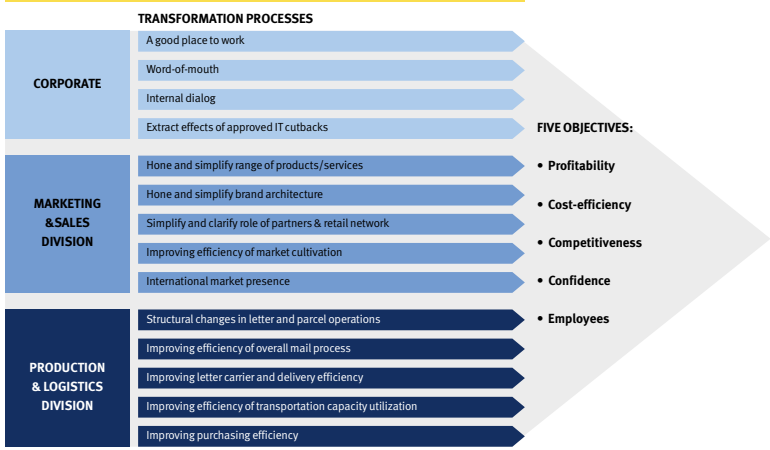 TRANSFORMATION PROCESSES
CORPORATE
A good place to work
Word-of-mouth
Internal dialog
Extract effects of approved IT cutbacks
MARKETING
&SALES
DIVISION
Hone and simplify range of products/services
Hone and simplify brand architecture
Simplify and clarify role of partners & retail network
Improving efficiency of market cultivation
International market presence
PRODUCTION
& LOGISTICS
DIVISION
Structural changes in letter and parcel operations
Improving efficiency of overall mail process
Improving letter carrier and delivery efficiency
Improving efficiency of transportation capacity utilization
Improving purchasing efficiency
FIVE OBJECTIVES:
• Profitability
• Cost-efficiency
• Competitiveness
• Confidence
• Employees